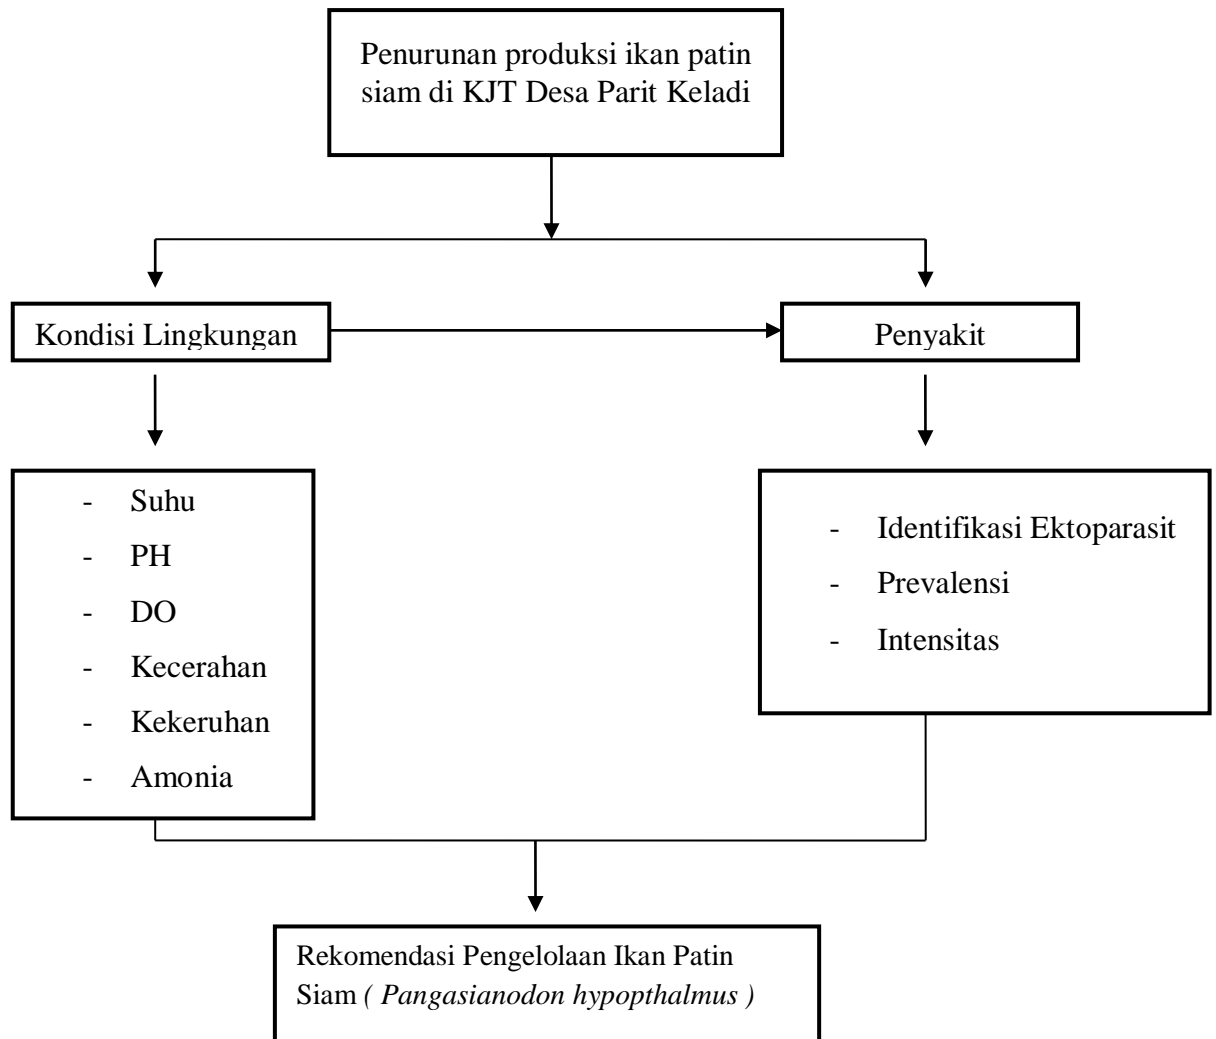 Penurunan produksi ikan patin
siam di KJT Desa Parit Keladi
Kondisi Lingkungan
Penyakit
- Suhu
- PH
- DO
- Kecerahan
- Kekeruhan
- Amonia
- Identifikasi Ektoparasit
- Prevalensi
- Intensitas
Rekomendasi Pengelolaan Ikan Patin
Siam ( Pangasianodon hypopthalmus )